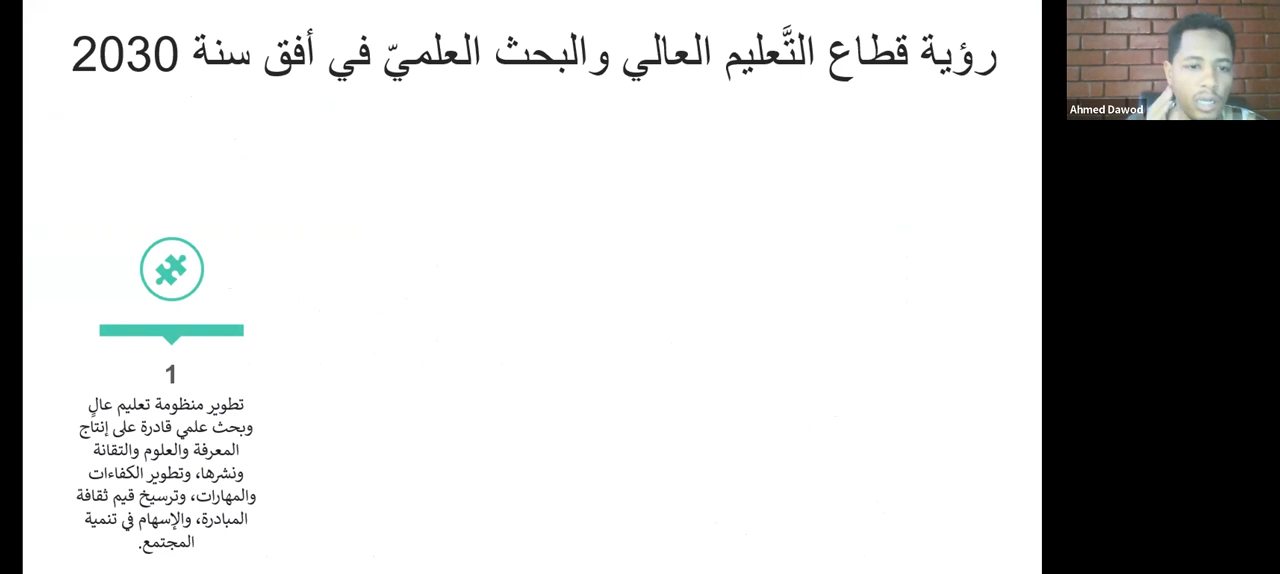 رؤية قطاع التَّعليم العالي والبحث العلميّ في أفق سنة 2030
Ahmed Dawod
1
تطوير منظومة تعليم عالٍ
وبحث علمي قادرة على إنتاج
المعرفة والعلوم والتقانة
ونشرها، وتطوير الكفاءات
والمهارات، وترسيخ قيم ثقافة
المبادرة، والإسهام في تنمية
المجتمع.